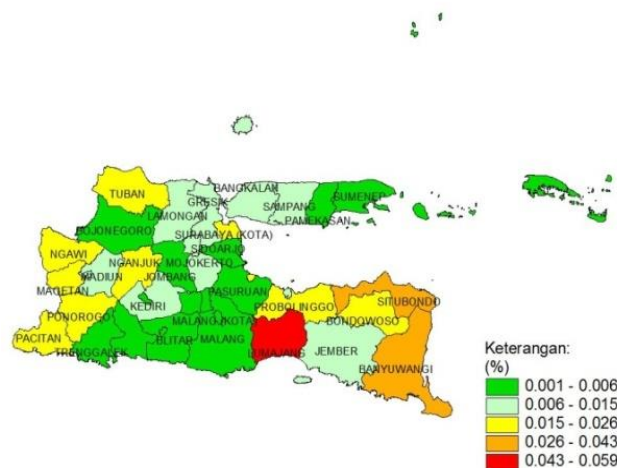 BANGKALAN
TUBAN
GRESIK
SUMENEP
SAMPANG
LAMONGAN
PAMEKASAN
BOJONEGORO
SURABAYA (KOTA)
SIDOARJO
NGAWI
NGANJUK
MOJOKERTO
MADIUN
JOMBANG
MAGETAN
PASURUAN
KEDIRI
PROBOLINGGO
SITUBONDO
PONOROGO
MALANG (KOTA)
BONDOWOSO
PACITAN
BLITAR
MALANG
TRENGGALEK
LUMAJANG
JEMBER
BANYUWANGI
Keterangan:
(%)
0.001 - 0.006
0.006 - 0.015
0.015 - 0.026
0.026 - 0.043
0.043 - 0.059